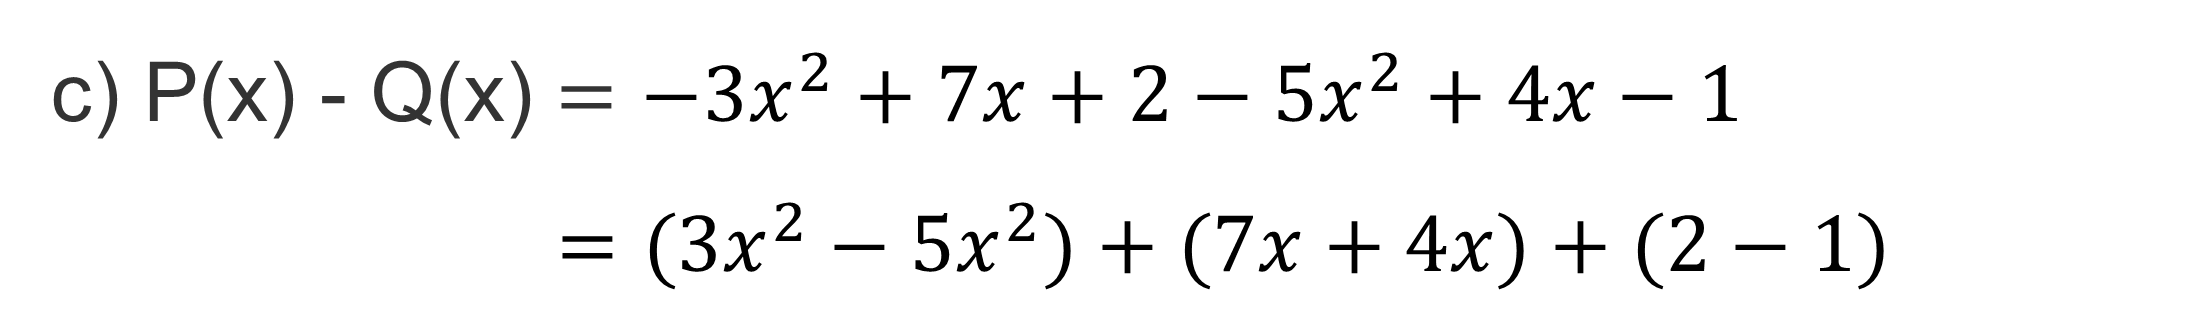 c) P(x) - Q(x) = −3x² + 7x + 2 − 5x² + 4x − 1
= (3x² − 5x²) + (7x + 4x) + (2 − 1)